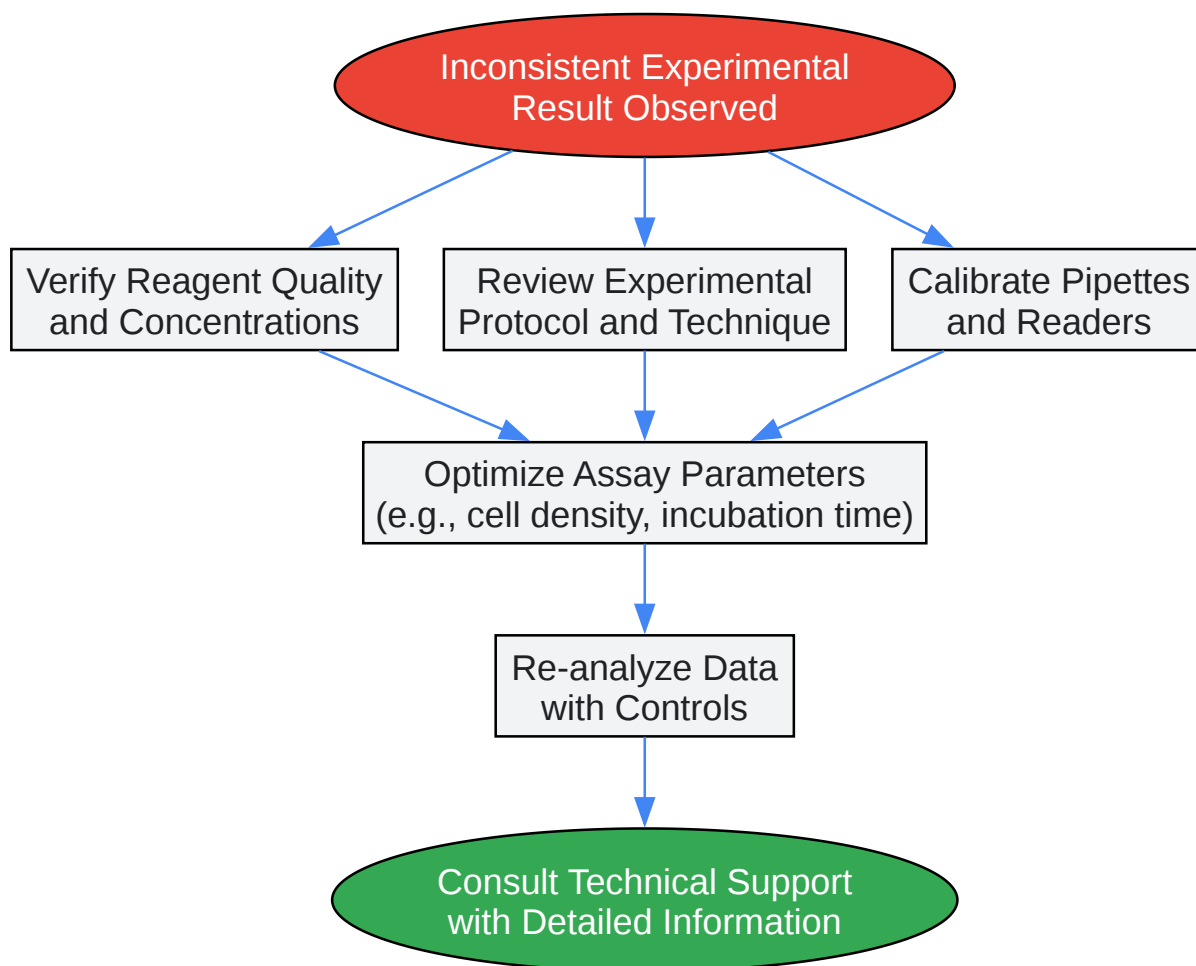 Inconsistent Experimental
Result Observed
Verify Reagent Quality
and Concentrations
Review Experimental
Protocol and Technique
Calibrate Pipettes
and Readers
Optimize Assay Parameters
(e.g., cell density, incubation time)
Re-analyze Data
with Controls
Consult Technical Support
with Detailed Information